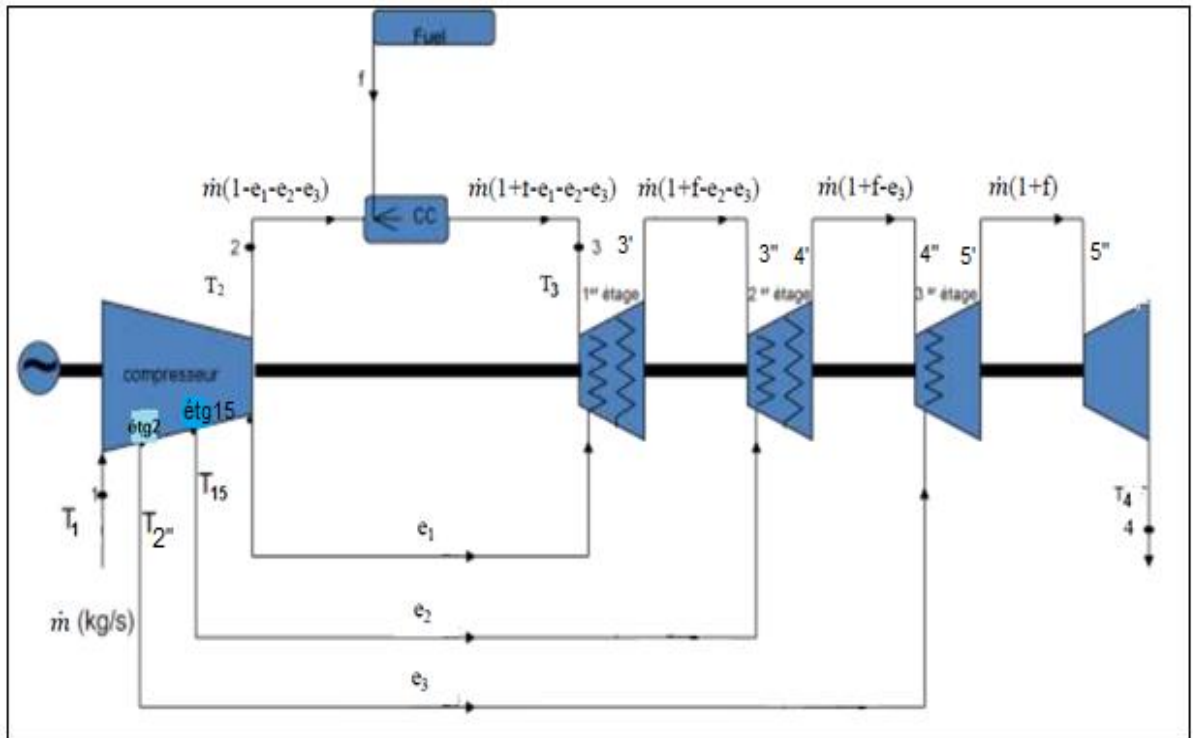 Fuel
f
ṁ(1-e₁-e₂-e₃)
ṁ(1+f-e₁-e₂-e₃)
ṁ(1+f-e₂-e₃)
ṁ(1+f-e₃)
ṁ(1+f)
CC
2
3
3'
3"
4'
4"
5'
5"
T₂
T₃
1er étage
2er étage
3er étage
compresseur
étg2
étg15
1
T₁
T₂"
T₁₅
T₄
4
e₁
ṁ (kg/s)
e₂
e₃